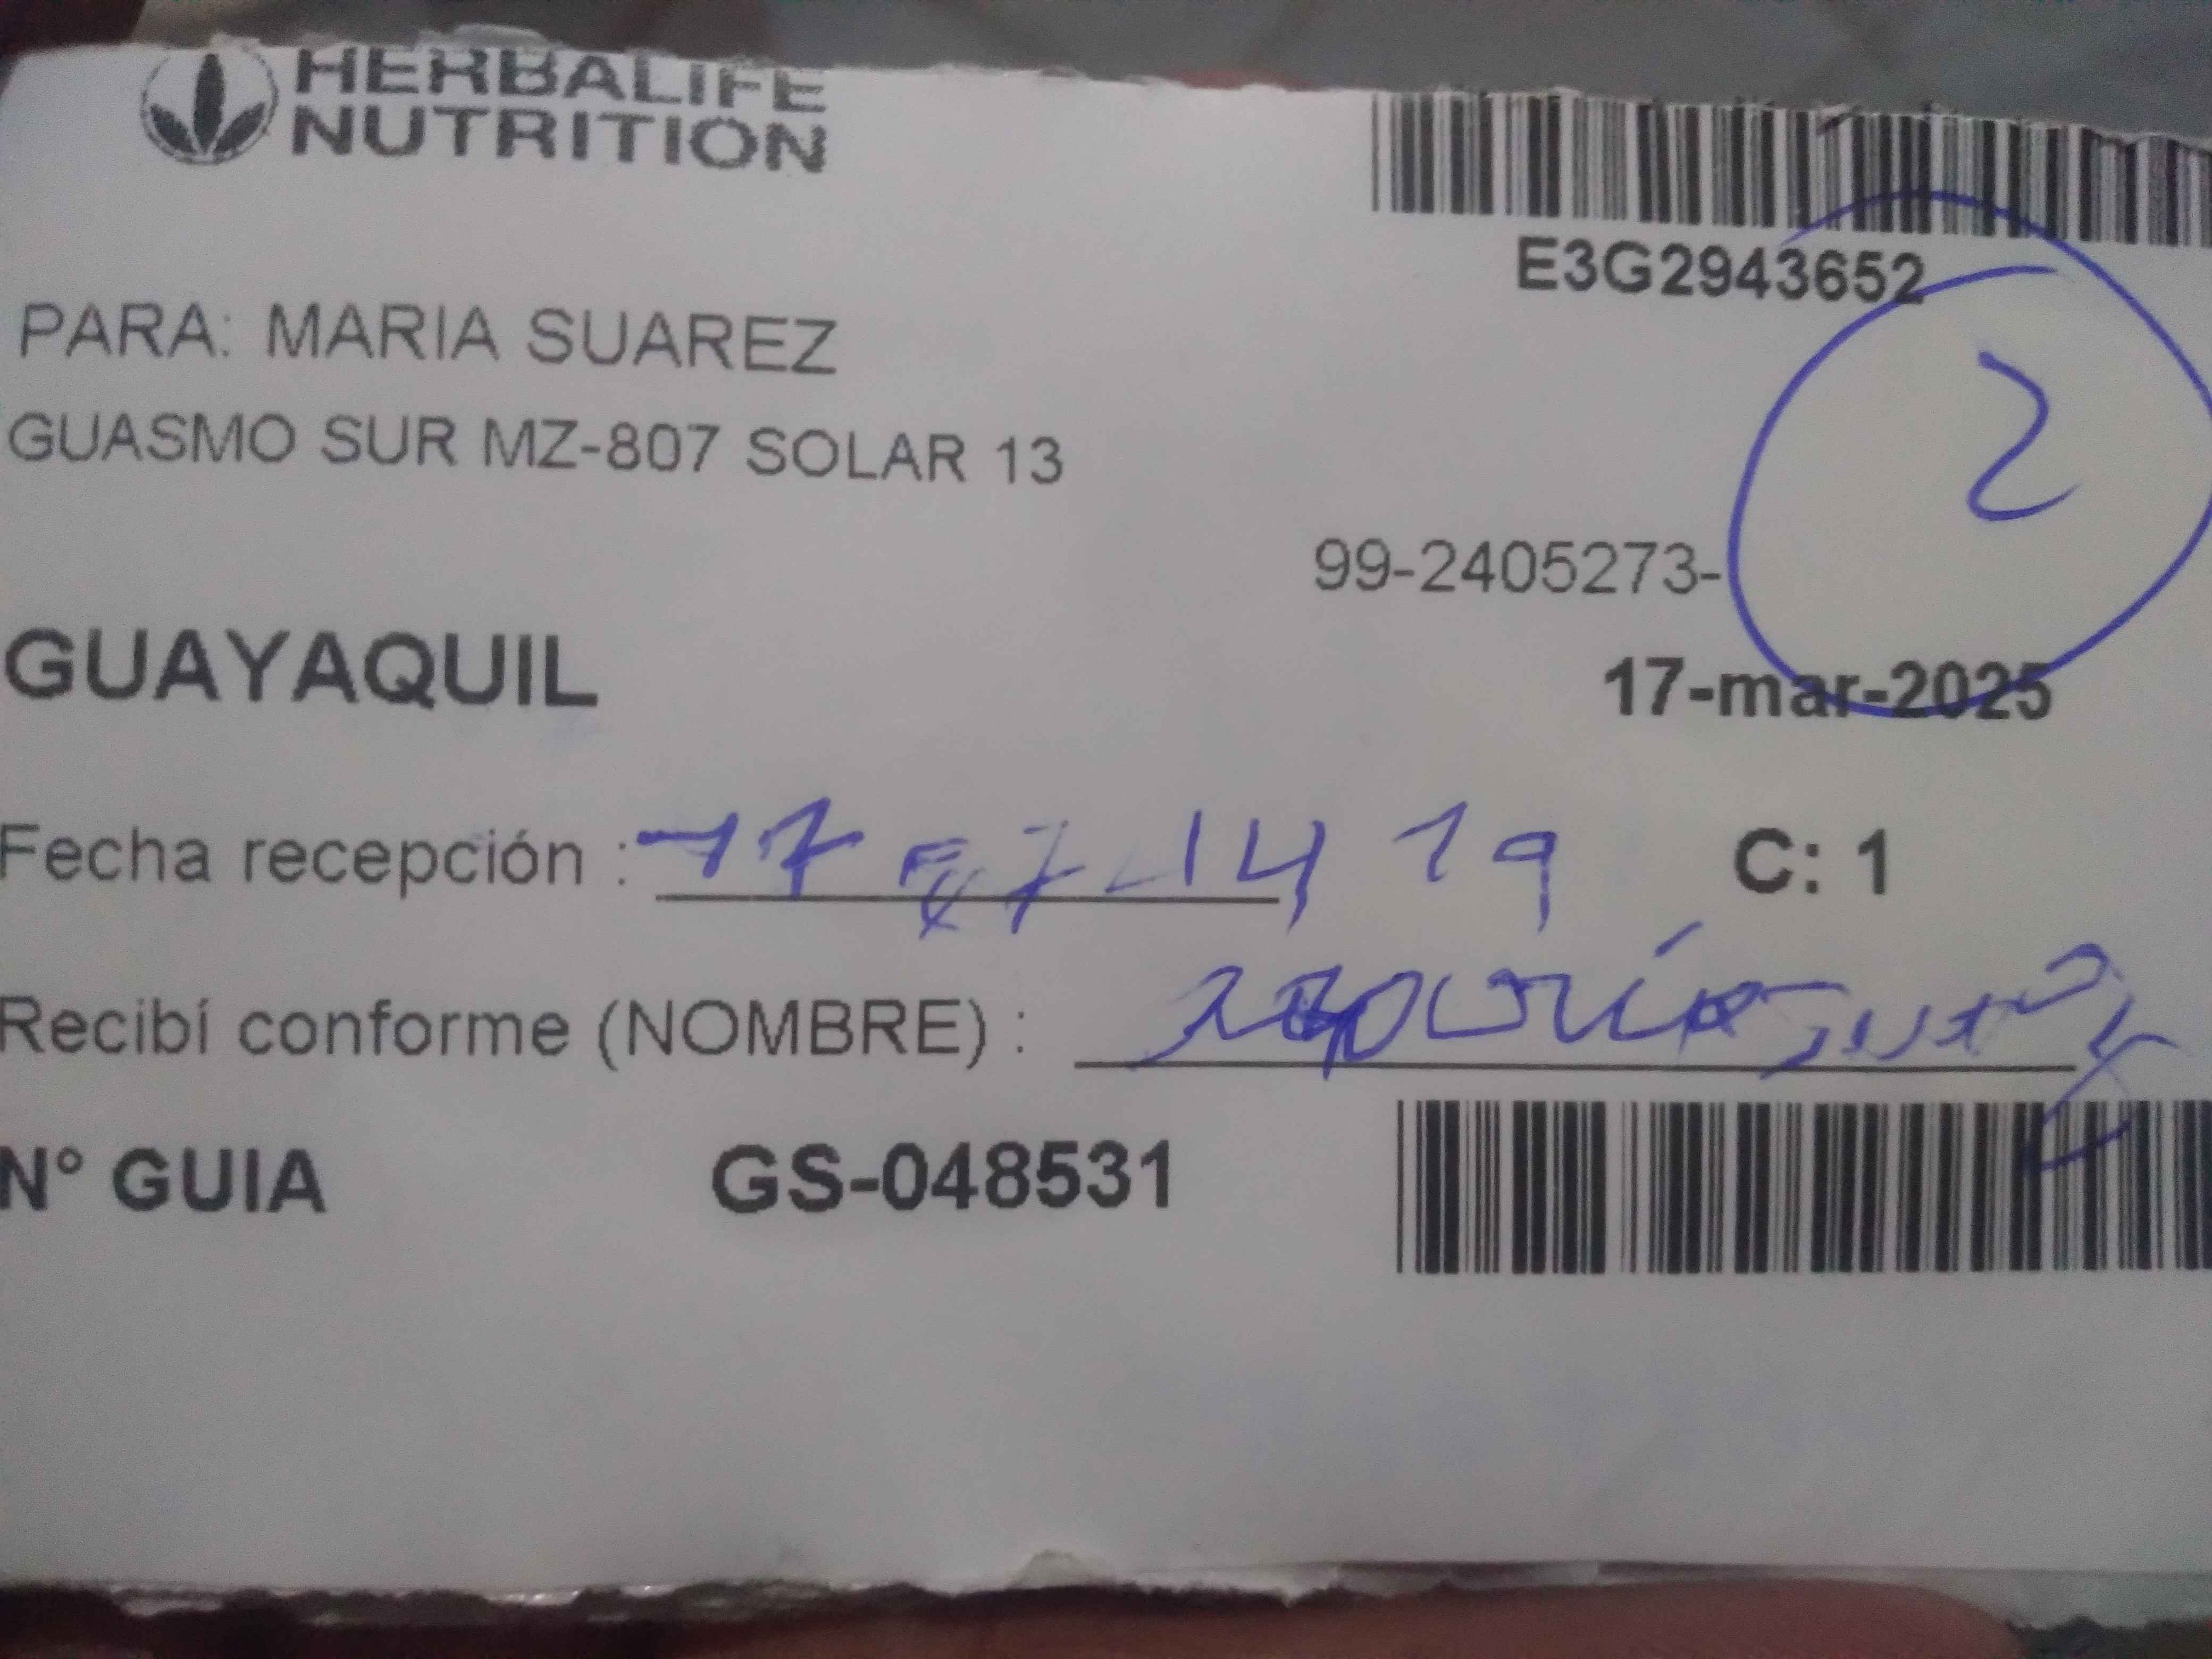 HERBALIFE
NUTRITION
E3G2943652
2
PARA: MARIA SUAREZ
GUASMO SUR MZ-807 SOLAR 13
99-2405273-
GUAYAQUIL
17-mar-2025
Fecha recepción : 17
C: 1
Recibí conforme (NOMBRE) :
N° GUIA GS-048531